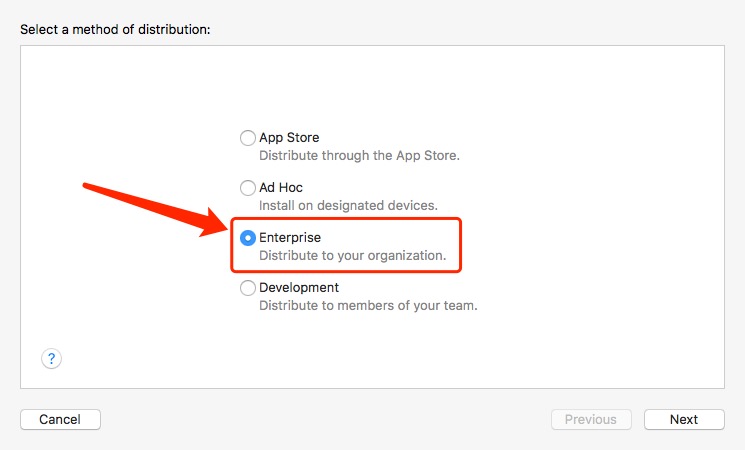 Select a method of distribution:
App Store
Distribute through the App Store.
Ad Hoc
Install on designated devices.
Enterprise
Distribute to your organization.
Development
Distribute to members of your team.
?
Cancel
Previous
Next